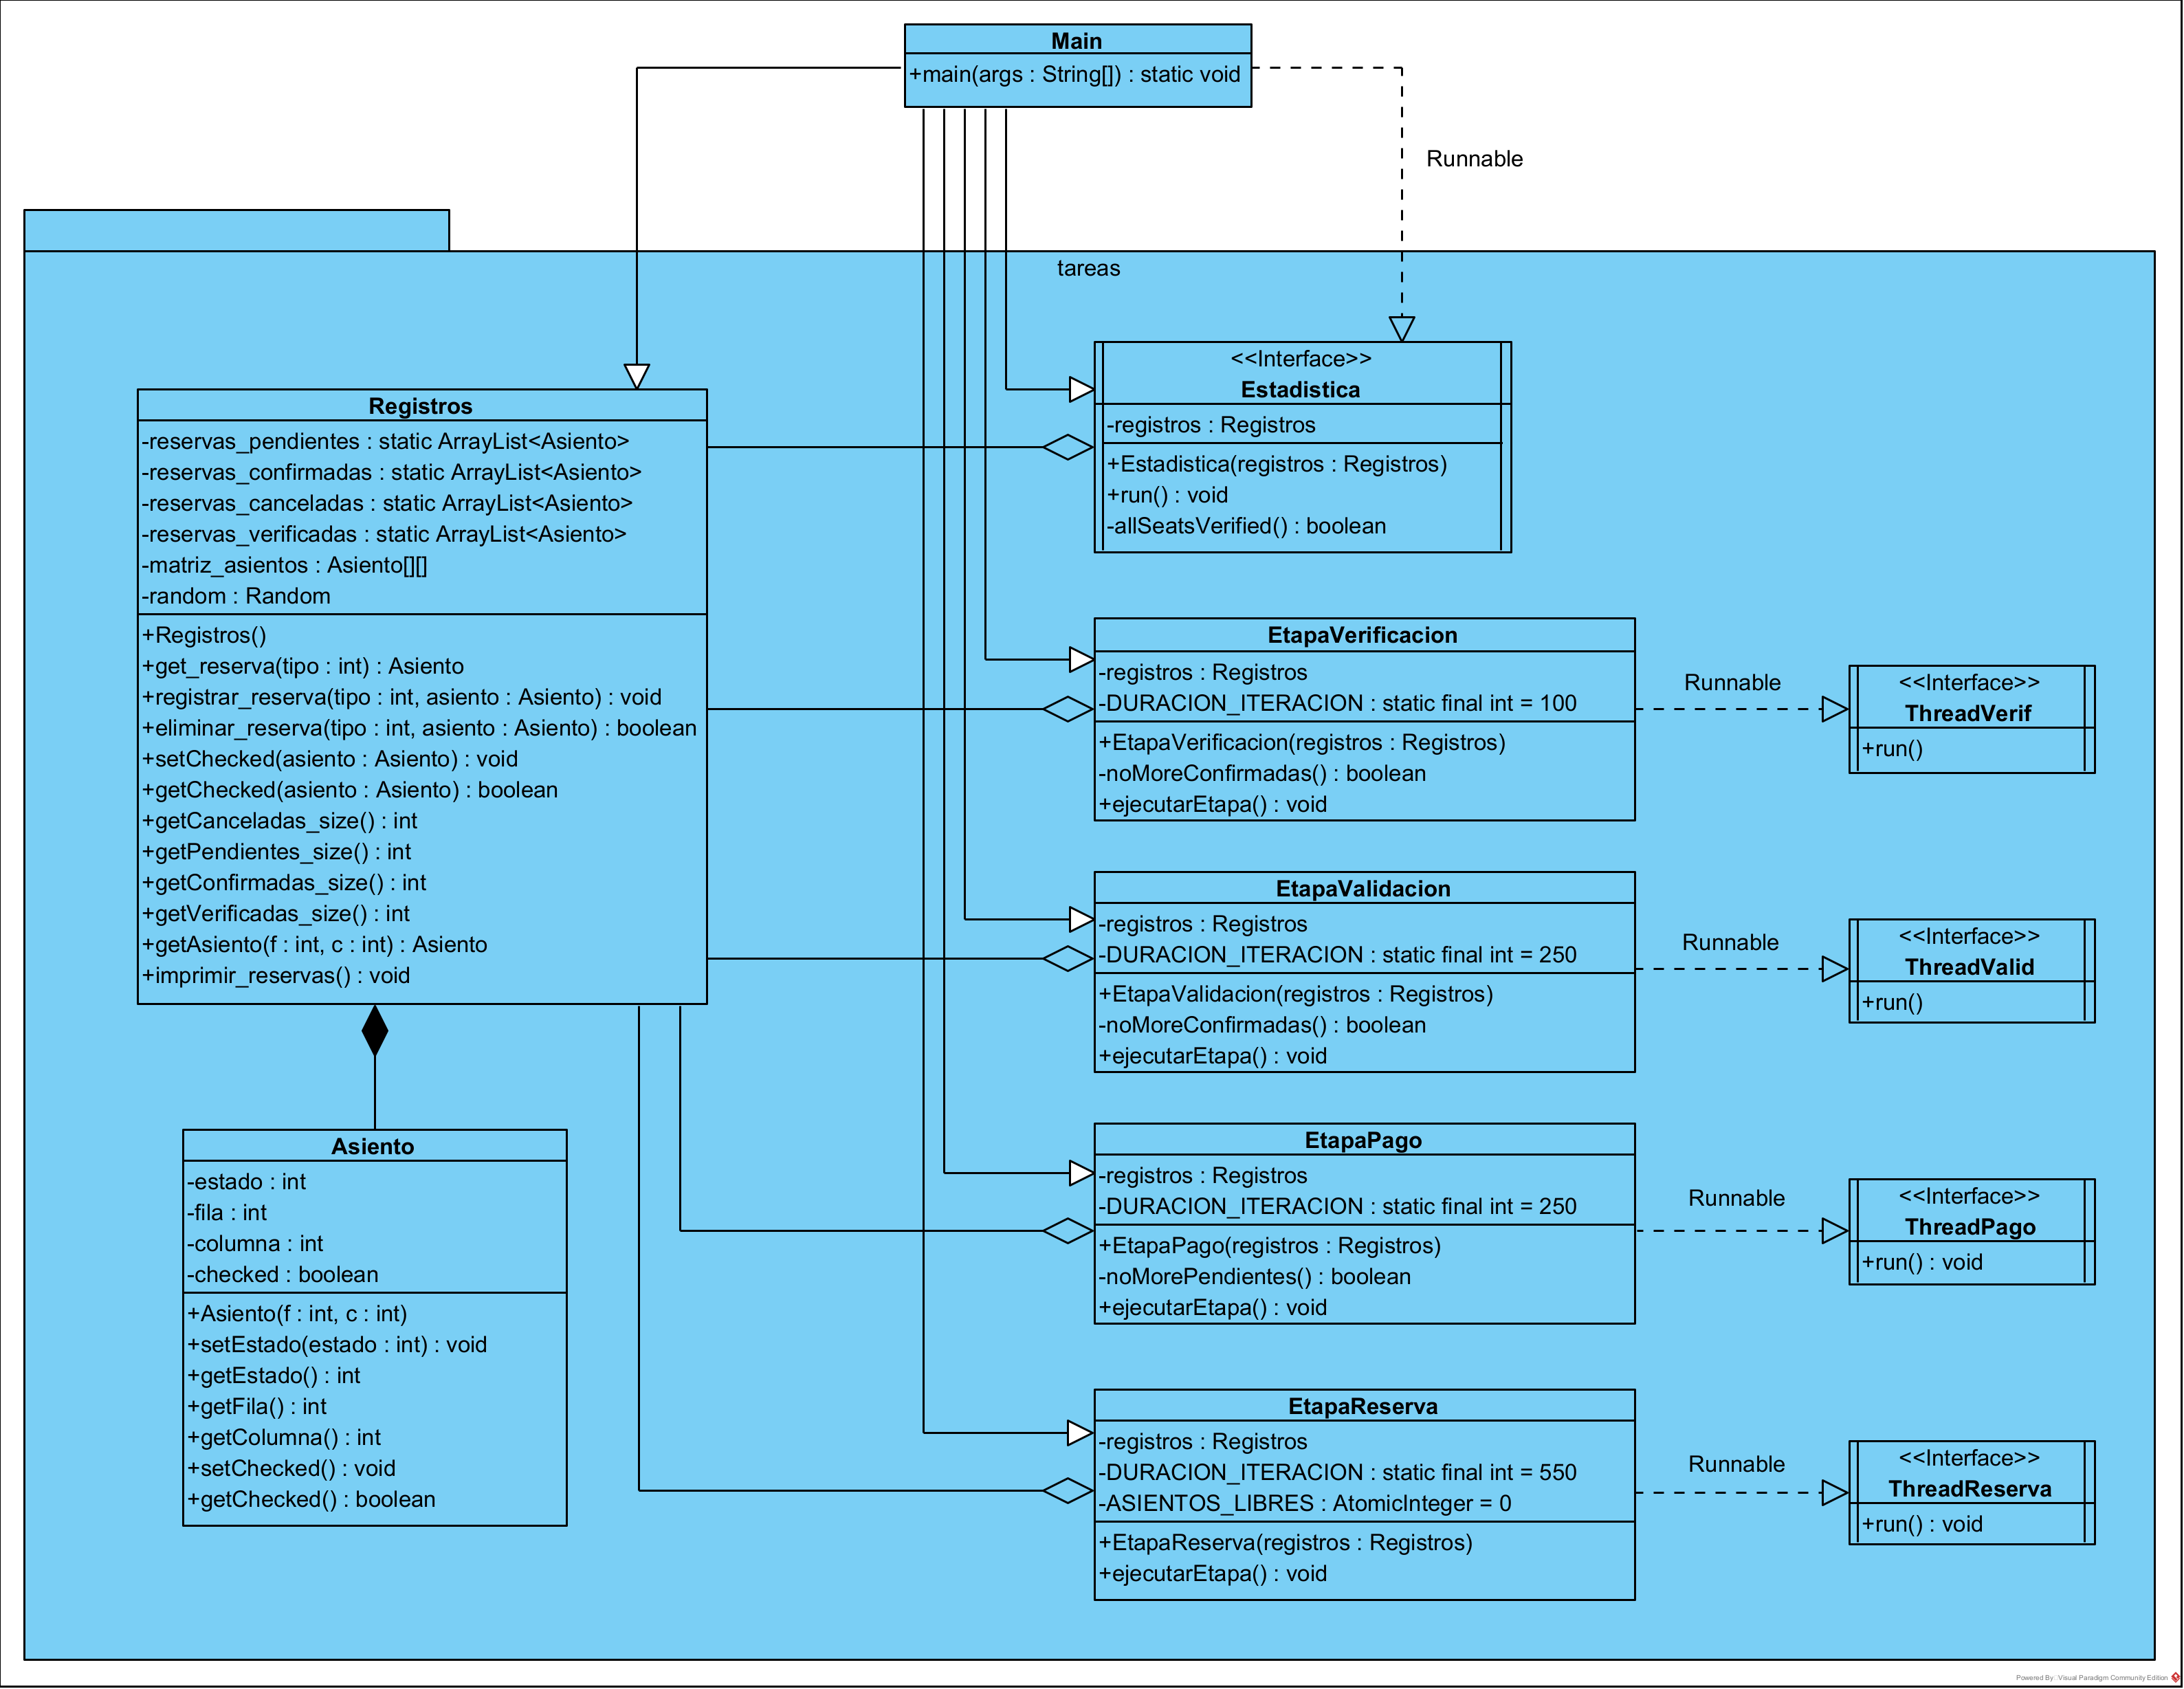 Main
+main(args : String[]) : static void
Runnable
tareas
<<Interface>>
Estadistica
-registros : Registros
+Estadistica(registros : Registros)
+run() : void
-allSeatsVerified() : boolean
Registros
-reservas_pendientes : static ArrayList<Asiento>
-reservas_confirmadas : static ArrayList<Asiento>
-reservas_canceladas : static ArrayList<Asiento>
-reservas_verificadas : static ArrayList<Asiento>
-matriz_asientos : Asiento[][]
-random : Random
+Registros()
+get_reserva(tipo : int) : Asiento
+registrar_reserva(tipo : int, asiento : Asiento) : void
+eliminar_reserva(tipo : int, asiento : Asiento) : boolean
+setChecked(asiento : Asiento) : void
+getChecked(asiento : Asiento) : boolean
+getCanceladas_size() : int
+getPendientes_size() : int
+getConfirmadas_size() : int
+getVerificadas_size() : int
+getAsiento(f : int, c : int) : Asiento
+imprimir_reservas() : void
EtapaVerificacion
-registros : Registros
-DURACION_ITERACION : static final int = 100
+EtapaVerificacion(registros : Registros)
-noMoreConfirmadas() : boolean
+ejecutarEtapa() : void
Runnable
<<Interface>>
ThreadVerif
+run()
EtapaValidacion
-registros : Registros
-DURACION_ITERACION : static final int = 250
+EtapaValidacion(registros : Registros)
-noMoreConfirmadas() : boolean
+ejecutarEtapa() : void
Runnable
<<Interface>>
ThreadValid
+run()
Asiento
-estado : int
-fila : int
-columna : int
-checked : boolean
+Asiento(f : int, c : int)
+setEstado(estado : int) : void
+getEstado() : int
+getFila() : int
+getColumna() : int
+setChecked() : void
+getChecked() : boolean
EtapaPago
-registros : Registros
-DURACION_ITERACION : static final int = 250
+EtapaPago(registros : Registros)
-noMorePendientes() : boolean
+ejecutarEtapa() : void
Runnable
<<Interface>>
ThreadPago
+run() : void
EtapaReserva
-registros : Registros
-DURACION_ITERACION : static final int = 550
-ASIENTOS_LIBRES : AtomicInteger = 0
+EtapaReserva(registros : Registros)
+ejecutarEtapa() : void
Runnable
<<Interface>>
ThreadReserva
+run() : void
Powered By: Visual Paradigm Community Edition